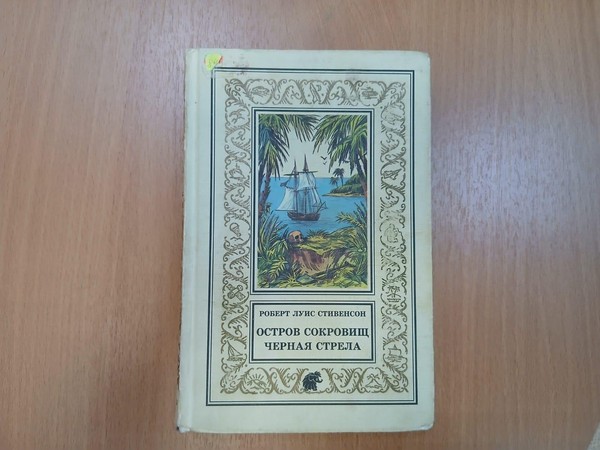 РОБЕРТ ЛУИС СТИВЕНСОН
ОСТРОВ СОКРОВИЩ
ЧЕРНАЯ СТРЕЛА